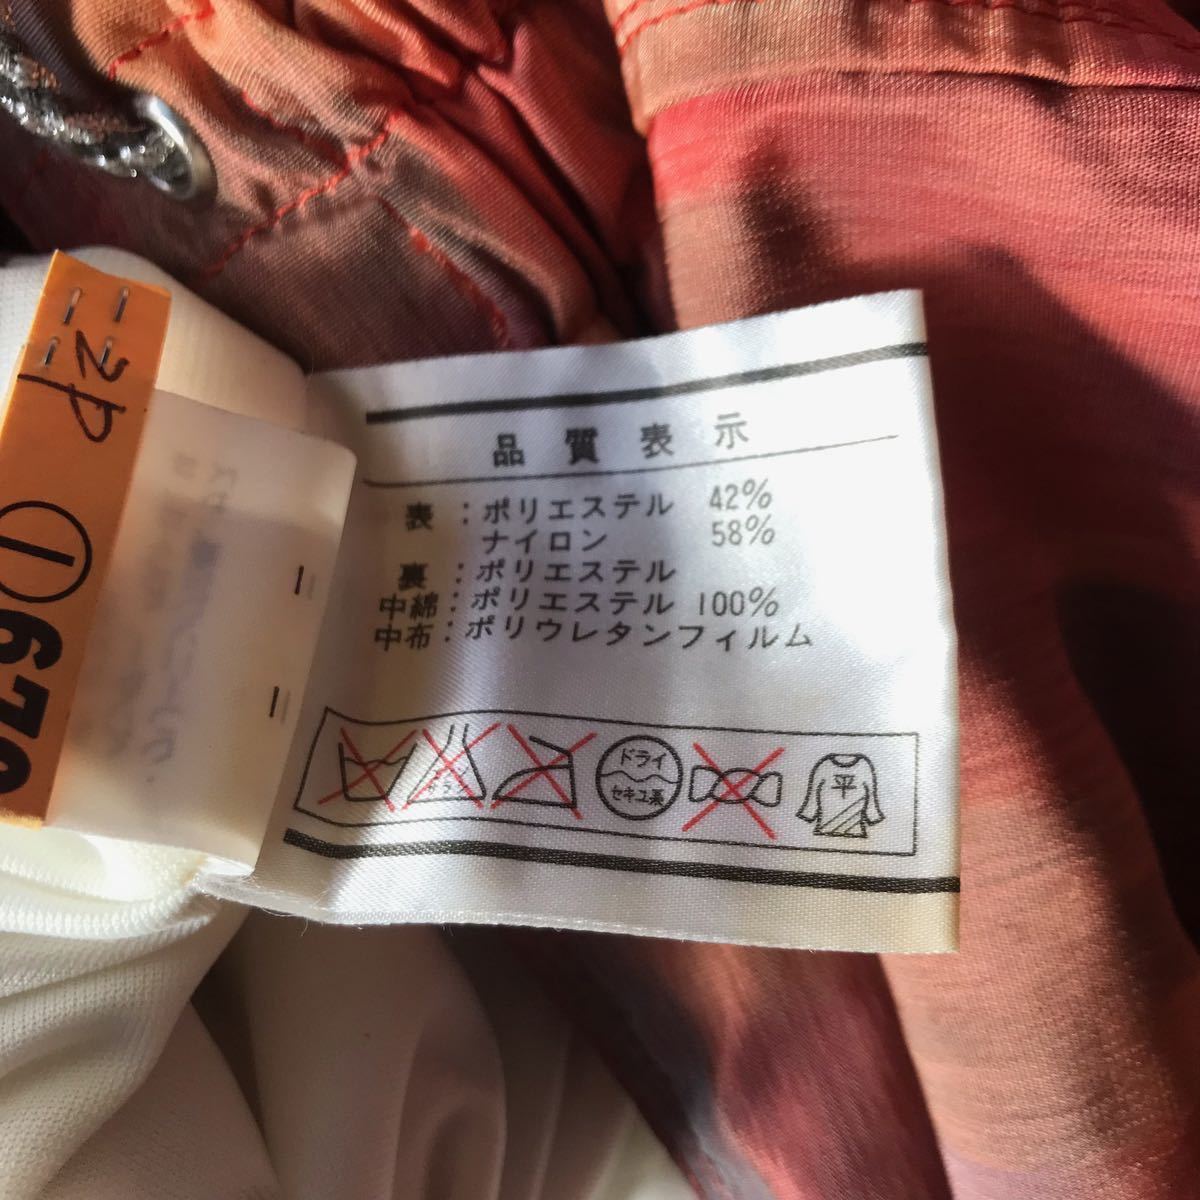 品質表示
表：ポリエステル 42%
ナイロン 58%
裏：ポリエステル
中綿：ポリエステル 100%
中布：ポリウレタンフィルム
ドライ
セキユ系
平
2P
①679